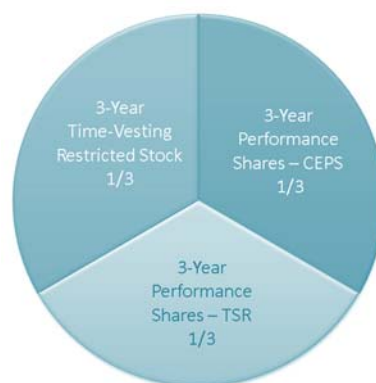 3-Year
Time-Vesting
Restricted Stock
1/3
3-Year
Performance
Shares – CEPS
1/3
3-Year
Performance
Shares – TSR
1/3